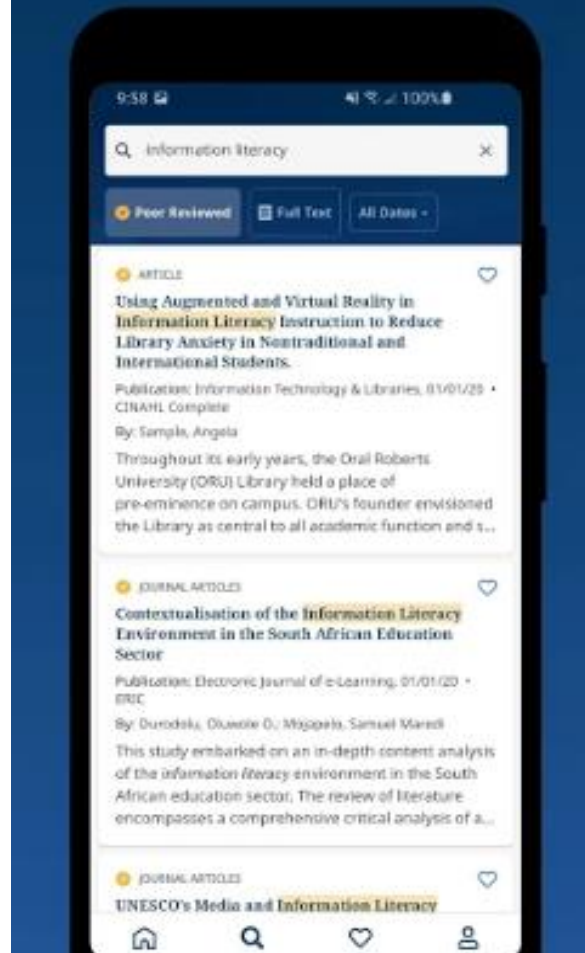 9:58 100%
information literacy ×
Peer Reviewed Full Text All Dates
ARTICLE
Using Augmented and Virtual Reality in
Information Literacy Instruction to Reduce
Library Anxiety in Nontraditional and
International Students.
Publication: Information Technology & Libraries, 01/01/20 •
CINAHL Complete
By: Sample, Angela
Throughout its early years, the Oral Roberts
University (ORU) Library held a place of
pre-eminence on campus. ORU's founder envisioned
the Library as central to all academic function and s...
JOURNAL ARTICLES
Contextualisation of the Information Literacy
Environment in the South African Education
Sector
Publication: Electronic Journal of e-Learning, 01/01/20 •
ERIC
By: Durodolu, Oluwole O.; Mojapelo, Samuel Maredi
This study embarked on an in-depth content analysis
of the information literacy environment in the South
African education sector. The review of literature
encompasses a comprehensive critical analysis of a...
JOURNAL ARTICLES
UNESCO's Media and Information Literacy